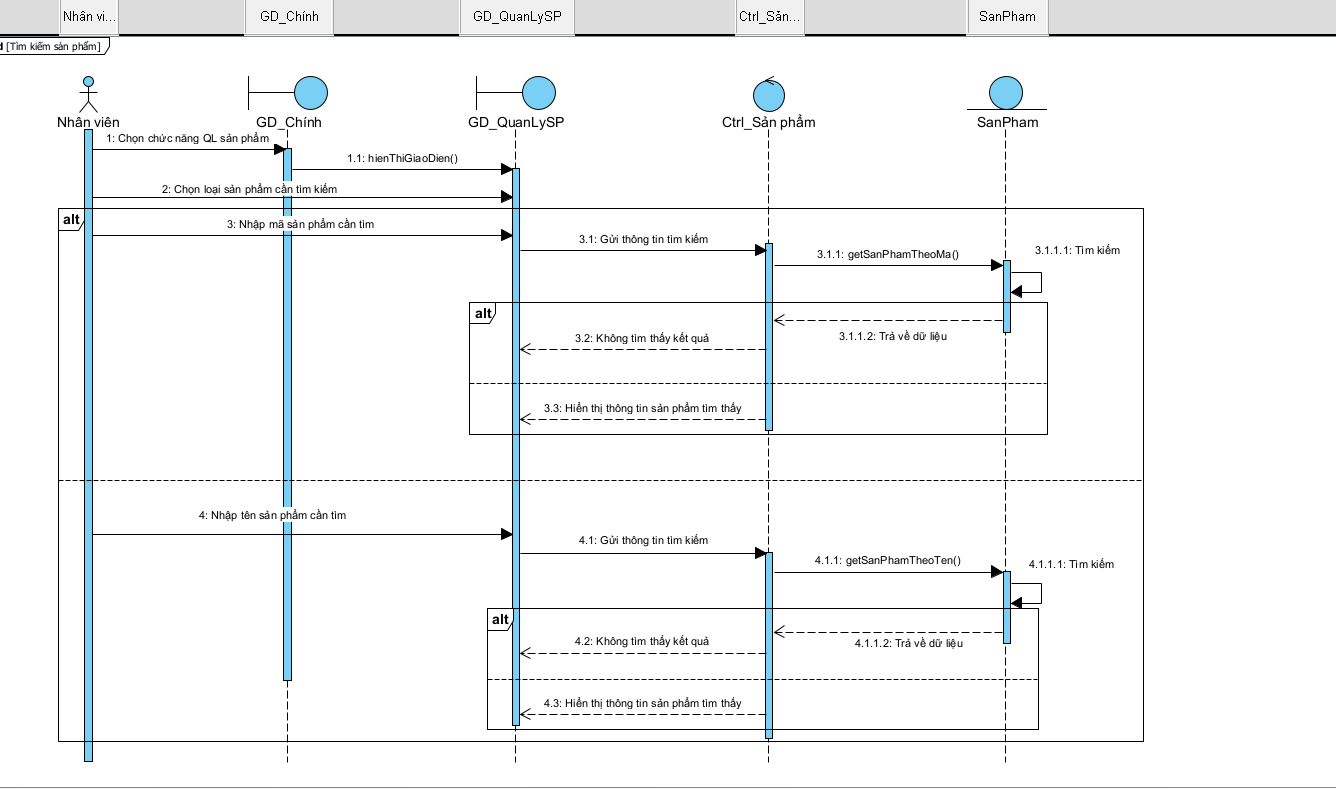 Nhân vi...
GD_Chính
GD_QuanLySP
Ctrl_Sản...
SanPham
d [Tìm kiếm sản phẩm]
Nhân viên
GD_Chính
GD_QuanLySP
Ctrl_Sản phẩm
SanPham
1: Chọn chức năng QL sản phẩm
1.1: hienThiGiaoDien()
2: Chọn loại sản phẩm cần tìm kiếm
alt
3: Nhập mã sản phẩm cần tìm
3.1: Gửi thông tin tìm kiếm
3.1.1: getSanPhamTheoMa()
3.1.1.1: Tìm kiếm
alt
3.1.1.2: Trả về dữ liệu
3.2: Không tìm thấy kết quả
3.3: Hiển thị thông tin sản phẩm tìm thấy
4: Nhập tên sản phẩm cần tìm
4.1: Gửi thông tin tìm kiếm
4.1.1: getSanPhamTheoTen()
4.1.1.1: Tìm kiếm
alt
4.2: Không tìm thấy kết quả
4.1.1.2: Trả về dữ liệu
4.3: Hiển thị thông tin sản phẩm tìm thấy